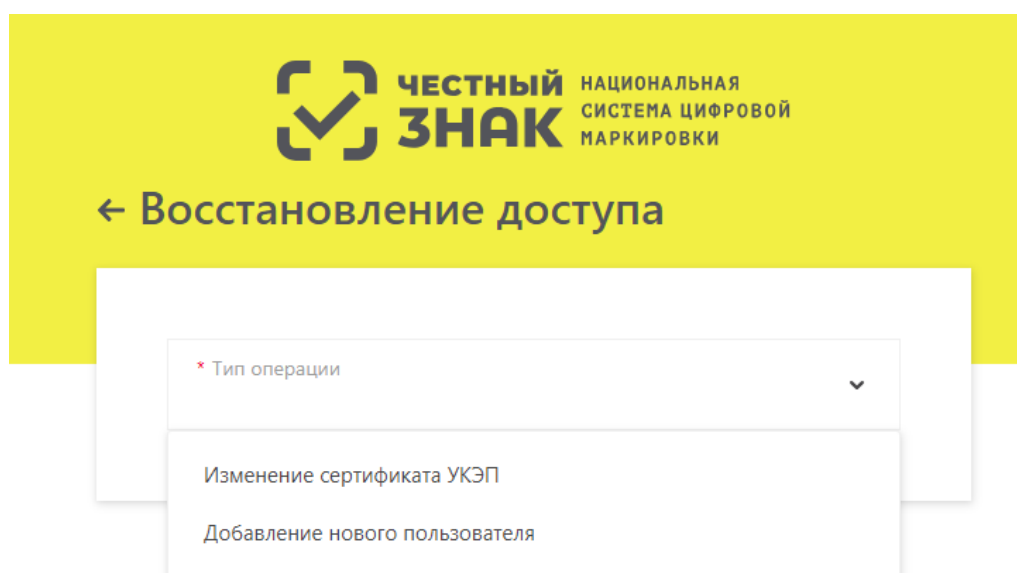 ЧЕСТНЫЙ
ЗНАК
НАЦИОНАЛЬНАЯ
СИСТЕМА ЦИФРОВОЙ
МАРКИРОВКИ
← Восстановление доступа
* Тип операции
Изменение сертификата УКЭП
Добавление нового пользователя